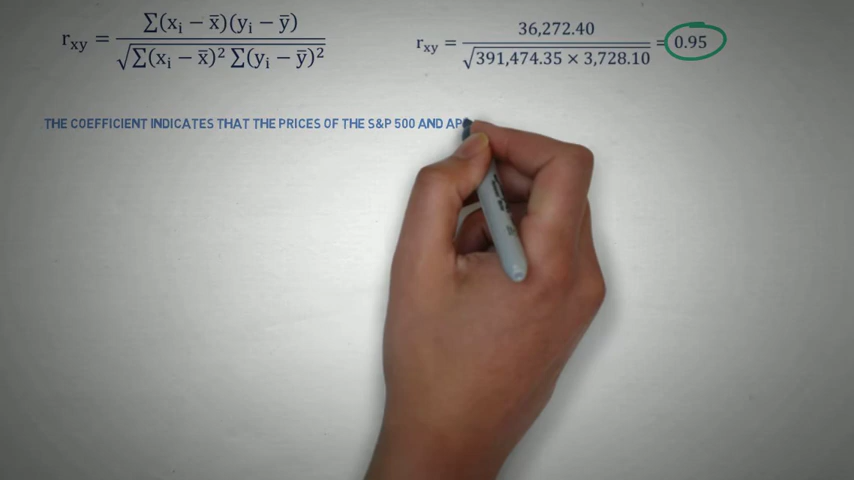 r_xy = ∑(x_i − x̄)(y_i − ȳ) / √∑(x_i − x̄)² ∑(y_i − ȳ)²
r_xy = 36,272.40 / √391,474.35 × 3,728.10 = 0.95
THE COEFFICIENT INDICATES THAT THE PRICES OF THE S&P 500 AND AP